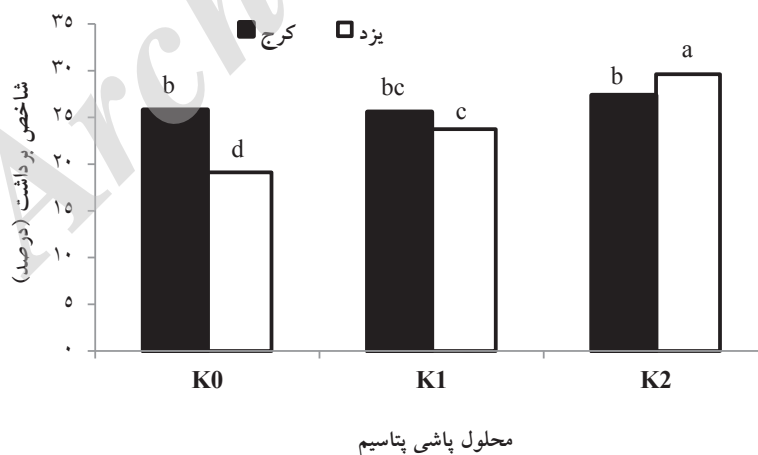 کرج یزد
شاخص برداشت (درصد)
۳۵
۳۰
۲۵
۲۰
۱۵
۱۰
۵
۰
b d
bc c
b a
K0 K1 K2
محلول پاشی پتاسیم
Arch